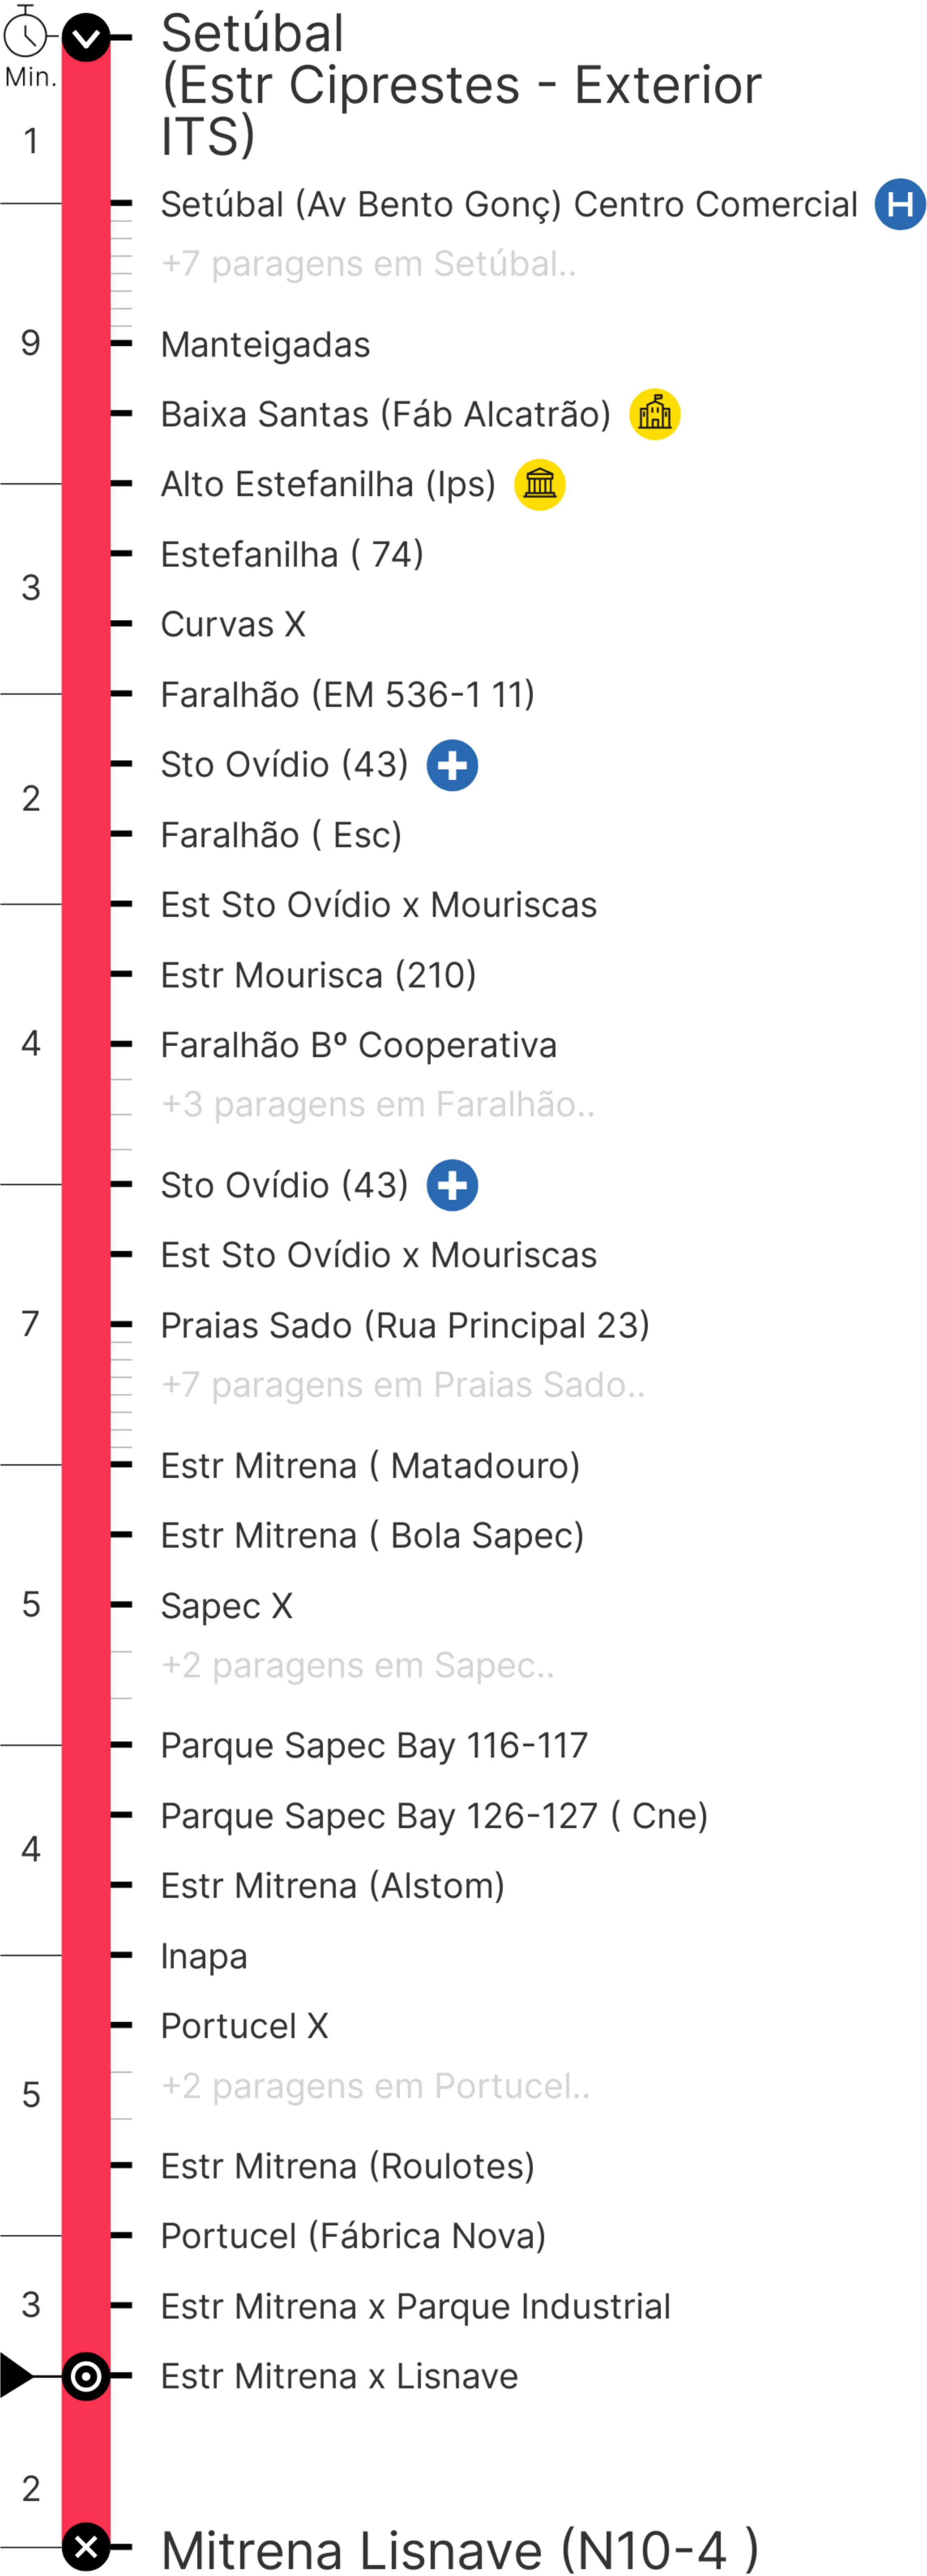 Setúbal
(Estr Ciprestes - Exterior
ITS)
Min.
1
Setúbal (Av Bento Gonç) Centro Comercial H
+7 paragens em Setúbal..
9
Manteigadas
Baixa Santas (Fáb Alcatrão)
Alto Estefanilha (Ips)
Estefanilha ( 74)
3
Curvas X
Faralhão (EM 536-1 11)
Sto Ovídio (43)
2
Faralhão ( Esc)
Est Sto Ovídio x Mouriscas
Estr Mourisca (210)
4
Faralhão Bº Cooperativa
+3 paragens em Faralhão..
Sto Ovídio (43)
Est Sto Ovídio x Mouriscas
7
Praias Sado (Rua Principal 23)
+7 paragens em Praias Sado..
Estr Mitrena ( Matadouro)
Estr Mitrena ( Bola Sapec)
5
Sapec X
+2 paragens em Sapec..
Parque Sapec Bay 116-117
Parque Sapec Bay 126-127 ( Cne)
4
Estr Mitrena (Alstom)
Inapa
Portucel X
+2 paragens em Portucel..
5
Estr Mitrena (Roulotes)
Portucel (Fábrica Nova)
3
Estr Mitrena x Parque Industrial
Estr Mitrena x Lisnave
2
Mitrena Lisnave (N10-4 )